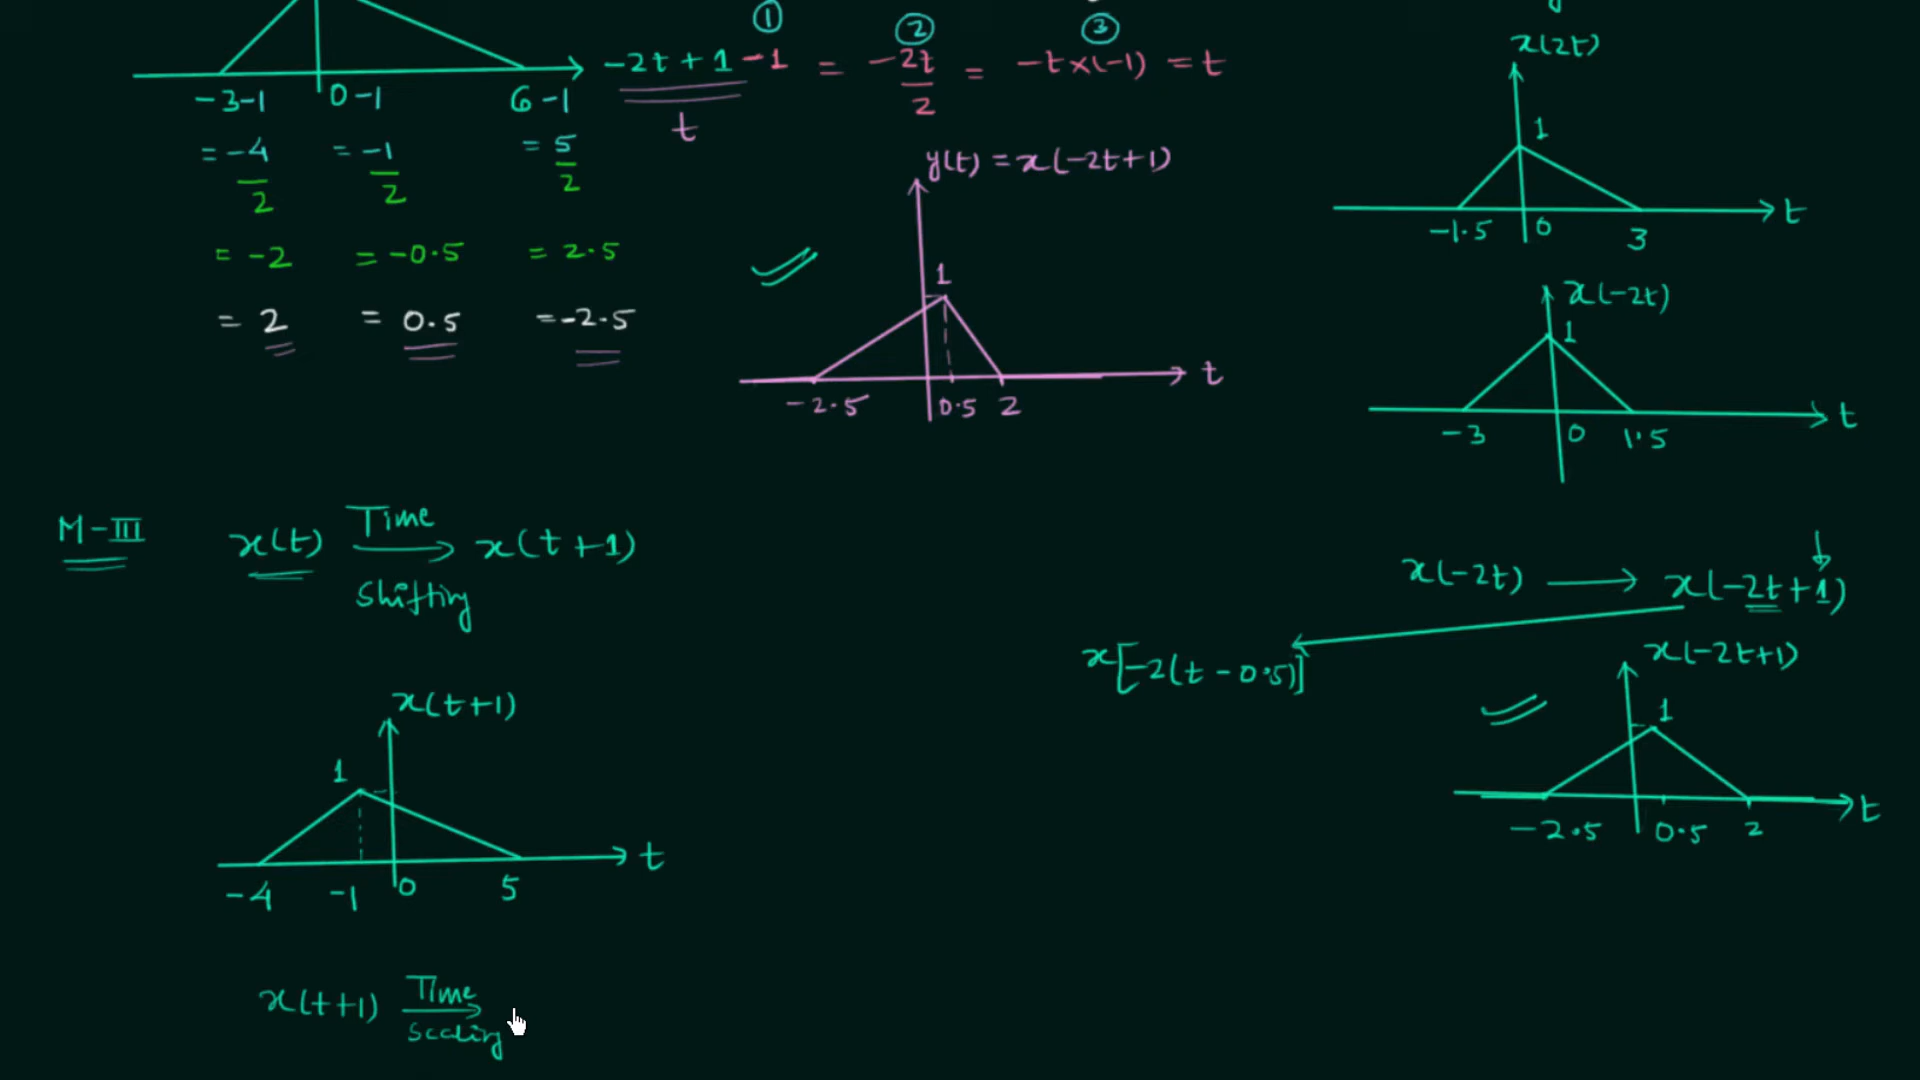 ① ② ③
-2t + 1 - 1 = -2t/2 = -t×(-1) = t
t
-3-1 0-1 6-1
= -4/2 = -1/2 = 5/2
= -2 = -0.5 = 2.5
= 2 = 0.5 = -2.5
y(t) = x(-2t+1)
1
t
-2.5 0.5 2
x(2t)
1
t
-1.5 0 3
x(-2t)
1
t
-3 0 1.5
M-III x(t) Time Shifting x(t+1)
x(t+1)
1
t
-4 -1 0 5
x(t+1) Time Scaling
x(-2t) → x(-2t+1)
x[-2(t-0.5)]
x(-2t+1)
1
t
-2.5 0.5 2